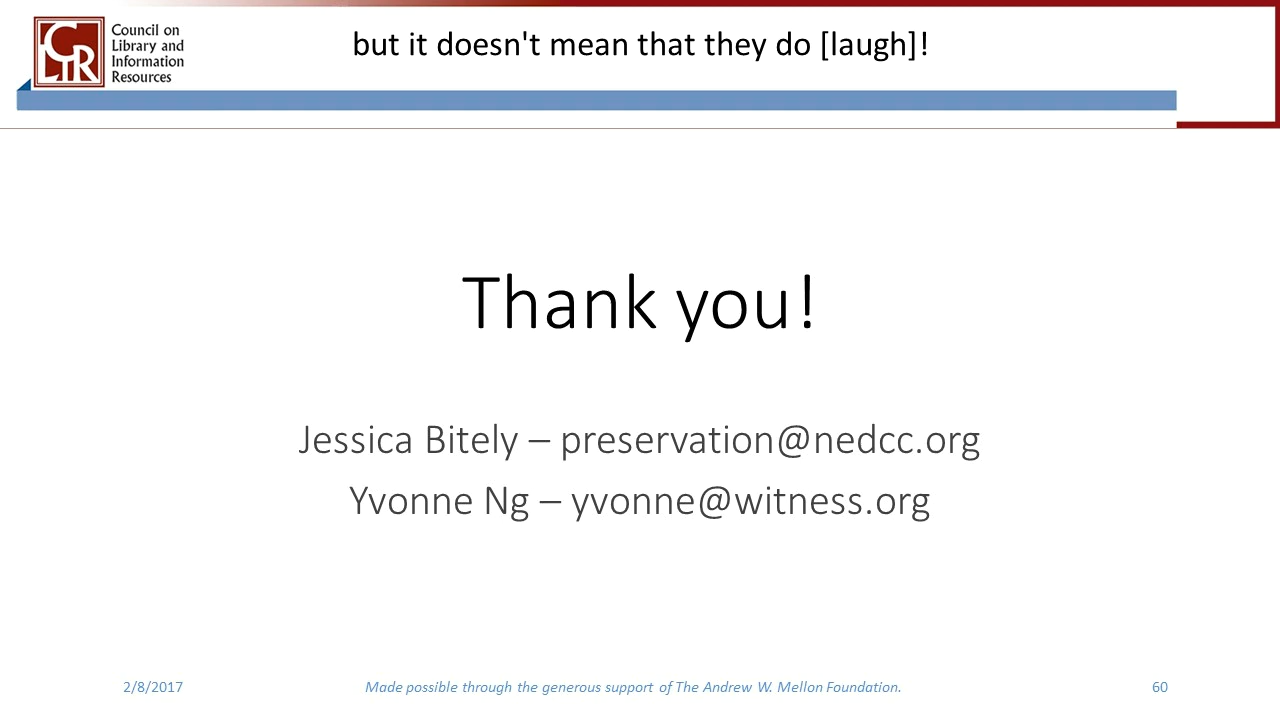 CLIR
Council on
Library and
Information
Resources
but it doesn't mean that they do [laugh]!
Thank you!
Jessica Bitely – preservation@nedcc.org
Yvonne Ng – yvonne@witness.org
2/8/2017
Made possible through the generous support of The Andrew W. Mellon Foundation.
60